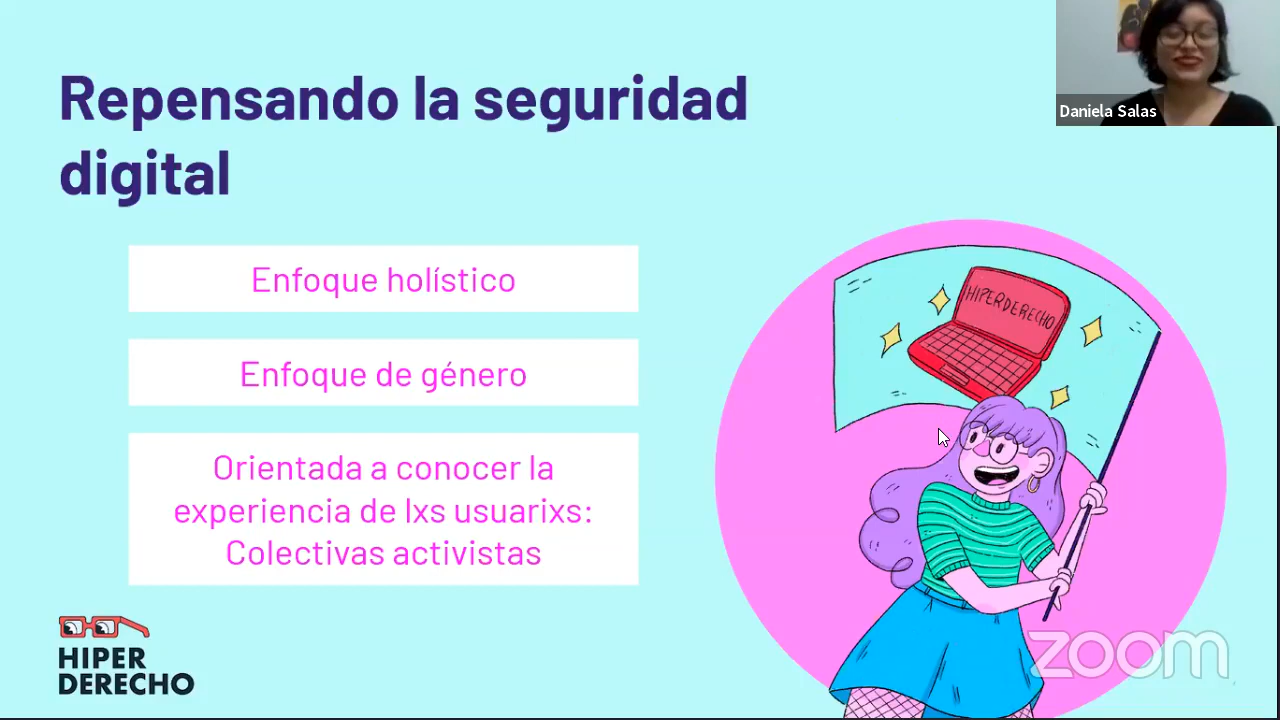 Repensando la seguridad
digital
Daniela Salas
Enfoque holístico
Enfoque de género
Orientada a conocer la
experiencia de lxs usuarixs:
Colectivas activistas
HIPERDERECHO
HIPER
DERECHO
zoom